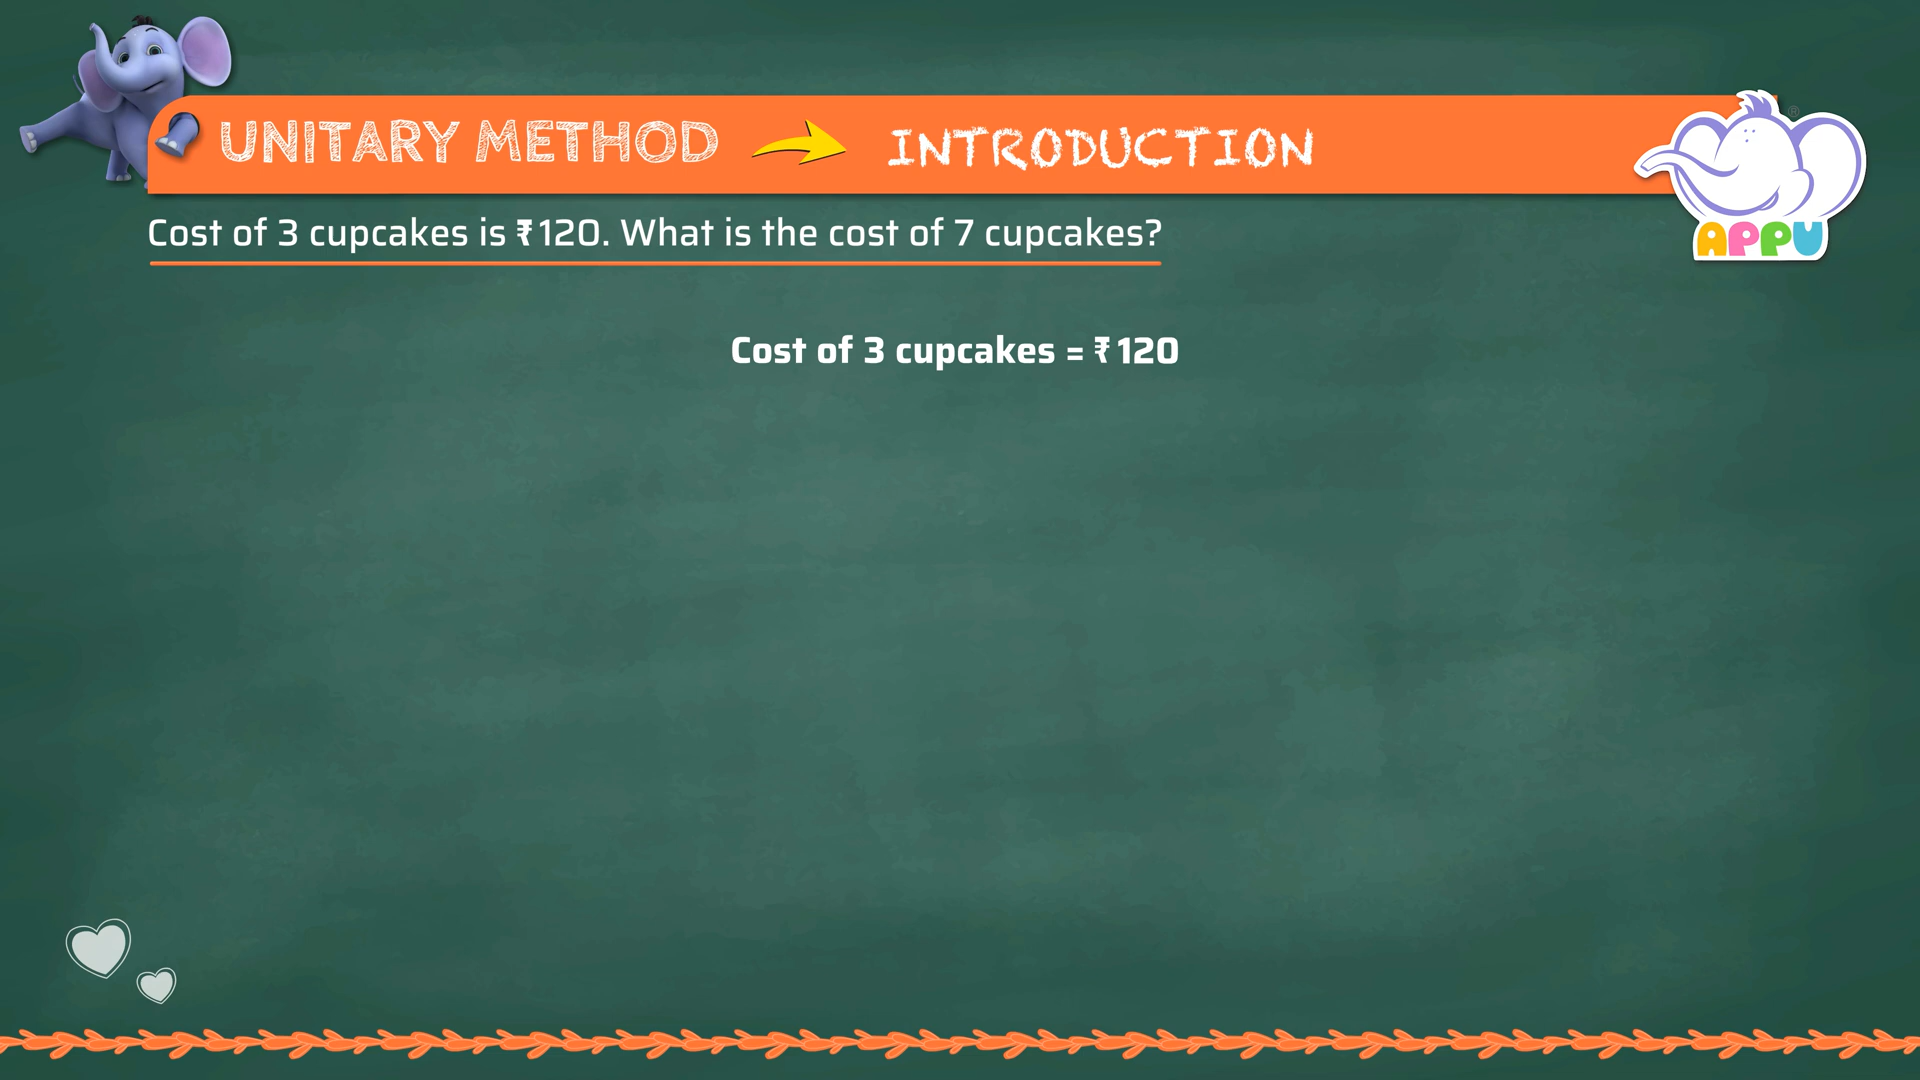 UNITARY METHOD INTRODUCTION
Cost of 3 cupcakes is ₹120. What is the cost of 7 cupcakes?
APPU
Cost of 3 cupcakes = ₹120